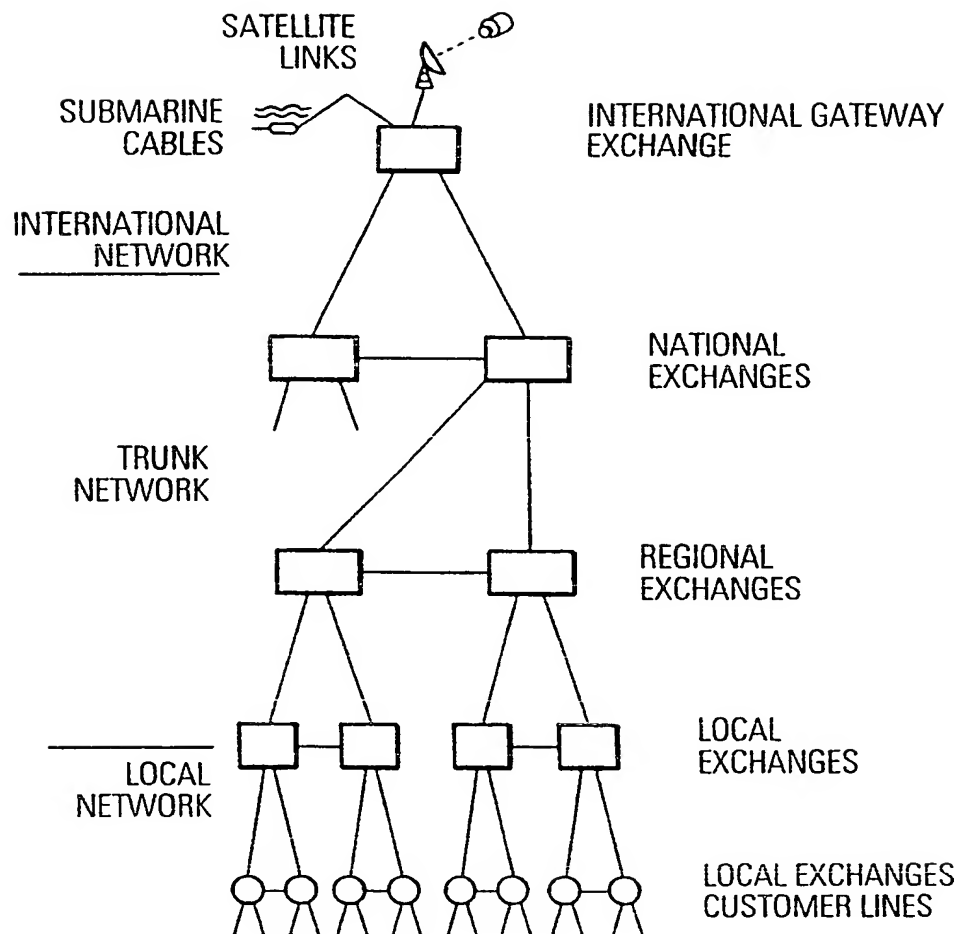 SATELLITE
LINKS
SUBMARINE
CABLES
INTERNATIONAL GATEWAY
EXCHANGE
INTERNATIONAL
NETWORK
NATIONAL
EXCHANGES
TRUNK
NETWORK
REGIONAL
EXCHANGES
LOCAL
EXCHANGES
LOCAL
NETWORK
LOCAL EXCHANGES
CUSTOMER LINES